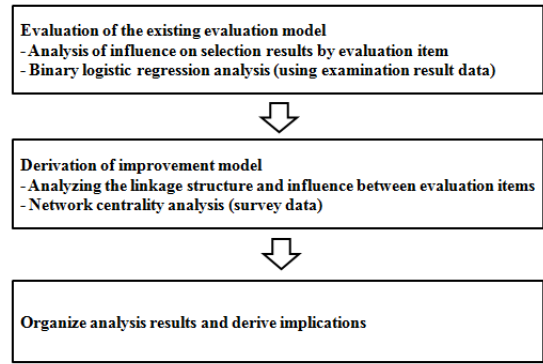 Evaluation of the existing evaluation model
- Analysis of influence on selection results by evaluation item
- Binary logistic regression analysis (using examination result data)
Derivation of improvement model
- Analyzing the linkage structure and influence between evaluation items
- Network centrality analysis (survey data)
Organize analysis results and derive implications